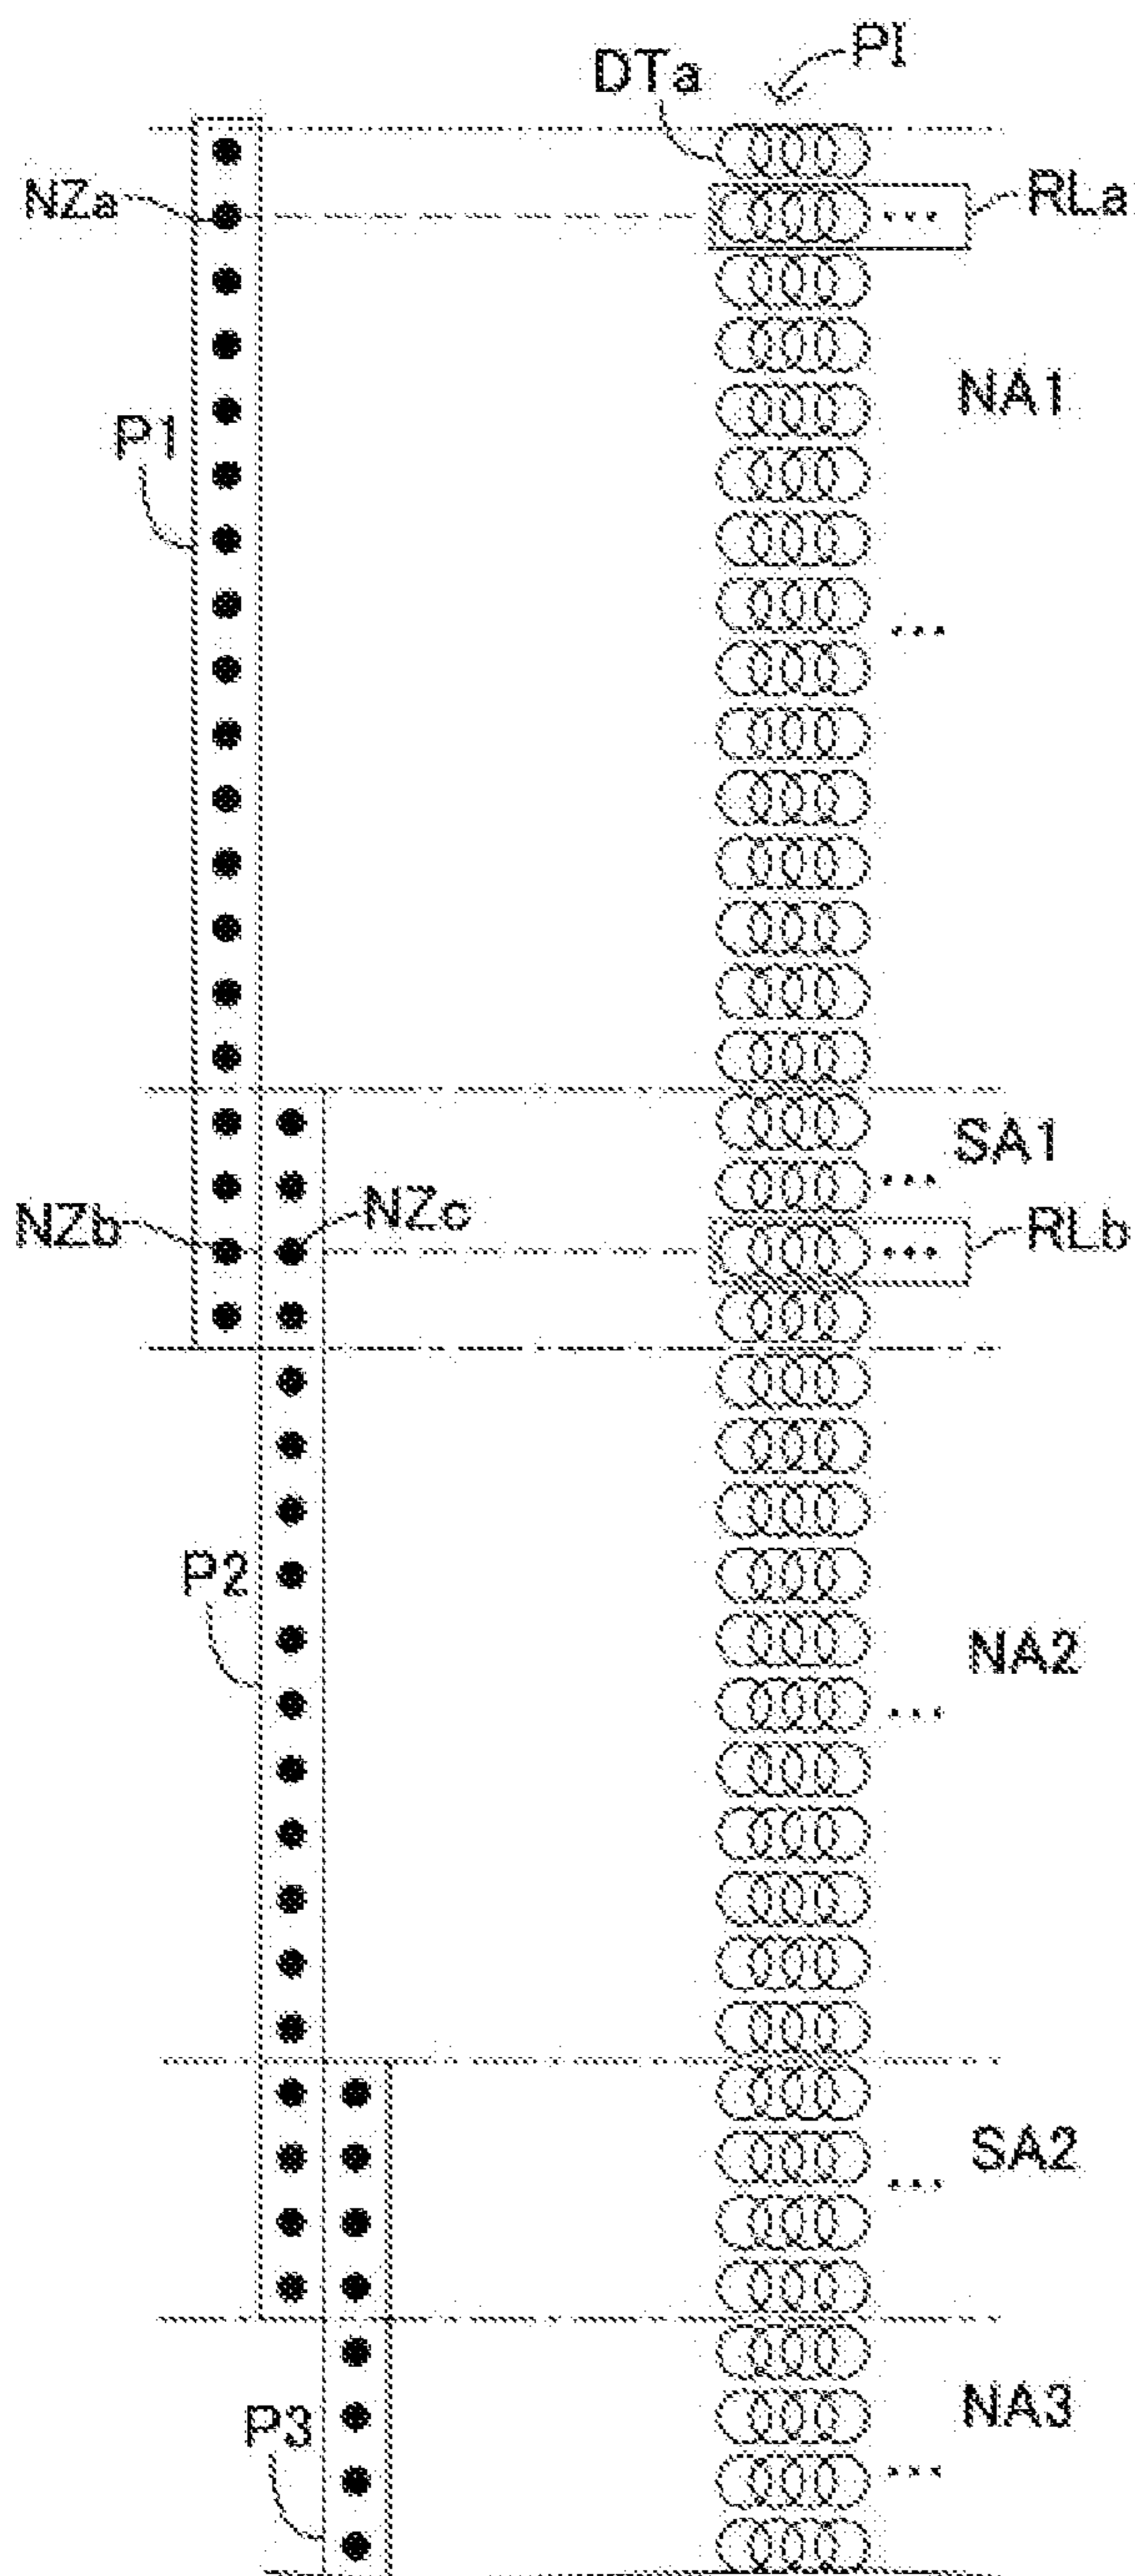 PI
DTa
NZa
RLa
NA1
P1
SA1
NZb
NZc
RLb
P2
NA2
SA2
NA3
P3